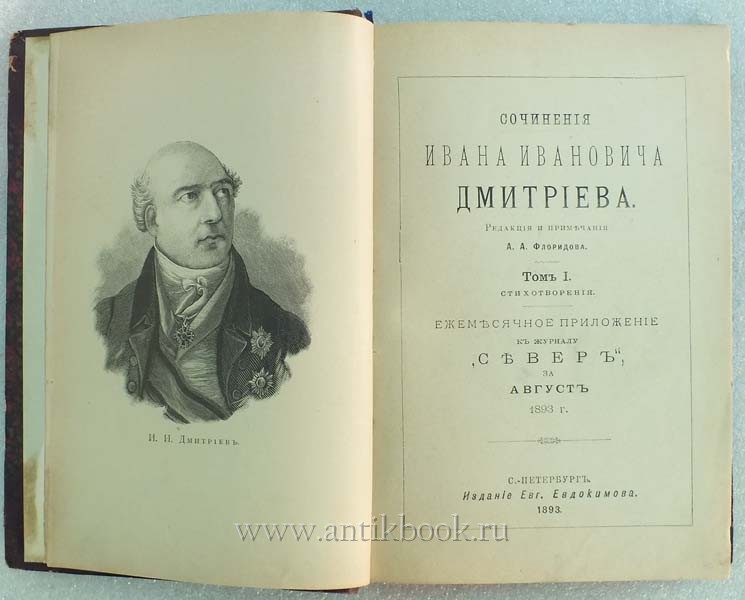 И. И. Дмитріевъ.
СОЧИНЕНІЯ
ИВАНА ИВАНОВИЧА
ДМИТРІЕВА.
Редакція и примѣчанія
А. А. Флоридова.
Томъ I.
СТИХОТВОРЕНІЯ.
ЕЖЕМѢСЯЧНОЕ ПРИЛОЖЕНІЕ
КЪ ЖУРНАЛУ
„СѢВЕРЪ“,
ЗА
АВГУСТЪ
1893 г.
С.-ПЕТЕРБУРГЪ.
Изданіе Евг. Евдокимова.
1893.
www.antikbook.ru